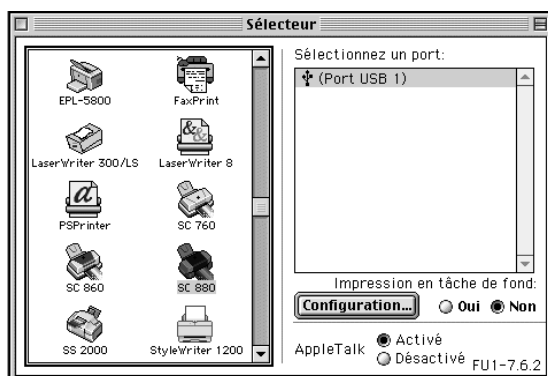 Sélecteur
EPL-5800
FaxPrint
LaserWriter 300/LS
LaserWriter 8
PSPrinter
SC 760
SC 860
SC 880
SS 2000
StyleWriter 1200
Sélectionnez un port:
(Port USB 1)
Impression en tâche de fond:
Configuration...
Oui
Non
AppleTalk
Activé
Désactivé
FU1-7.6.2